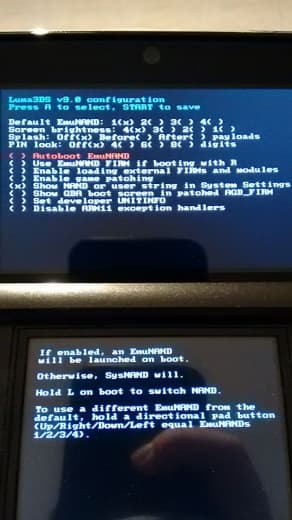 Luma3DS v9.0 configuration
Press A to select, START to save
Default EmuNAND: 1(x) 2( ) 3( ) 4( )
Screen brightness: 4(x) 3( ) 2( ) 1( )
Splash: Off(x) Before( ) After( ) payloads
PIN lock: Off(x) 4( ) 6( ) 8( ) digits
( ) Autoboot EmuNAND
( ) Use EmuNAND FIRM if booting with R
( ) Enable loading external FIRMs and modules
( ) Enable game patching
(x) Show NAND or user string in System Settings
( ) Show GBA boot screen in patched AGB_FIRM
( ) Set developer UNITINFO
( ) Disable ARM11 exception handlers
If enabled, an EmuNAND
will be launched on boot.
Otherwise, SysNAND will.
Hold L on boot to switch NAND.
To use a different EmuNAND from the
default, hold a directional pad button
(Up/Right/Down/Left equal EmuNANDs
1/2/3/4).